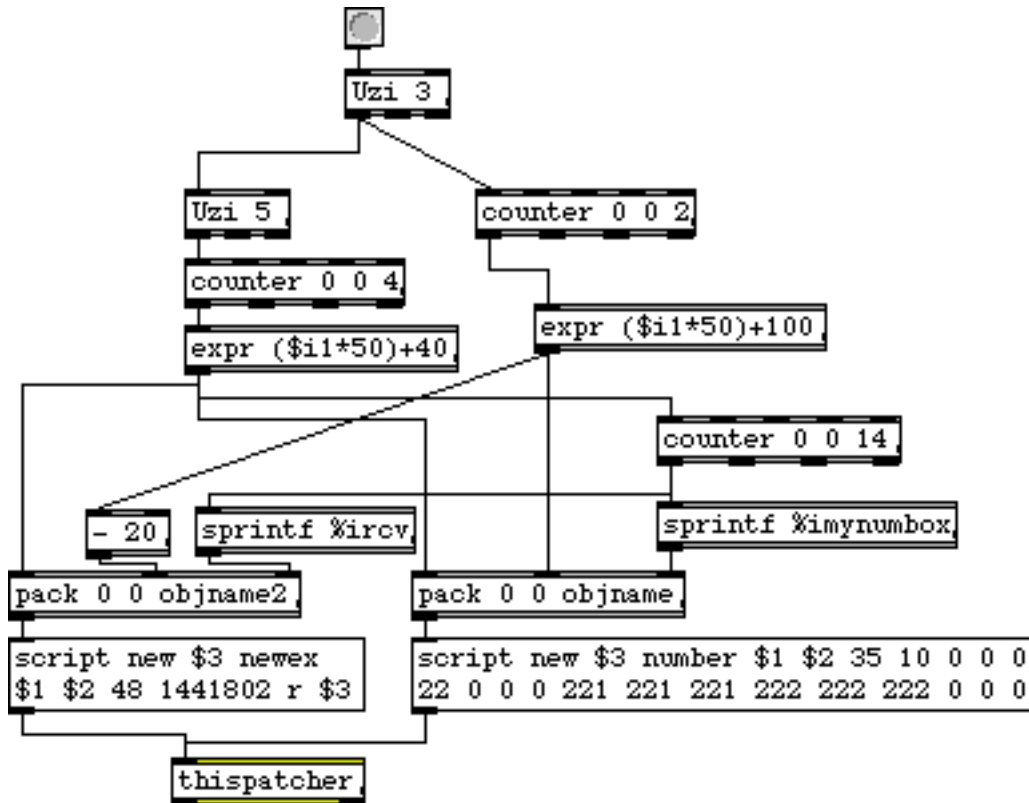 Uzi 3
Uzi 5
counter 0 0 2
counter 0 0 4
expr ($i1*50)+100
expr ($i1*50)+40
counter 0 0 14
- 20
sprintf %ircv
sprintf %imynumbox
pack 0 0 objname2
pack 0 0 objname
script new $3 newex
$1 $2 48 1441802 r $3
script new $3 number $1 $2 35 10 0 0 0
22 0 0 0 221 221 221 222 222 222 0 0 0
thispatcher